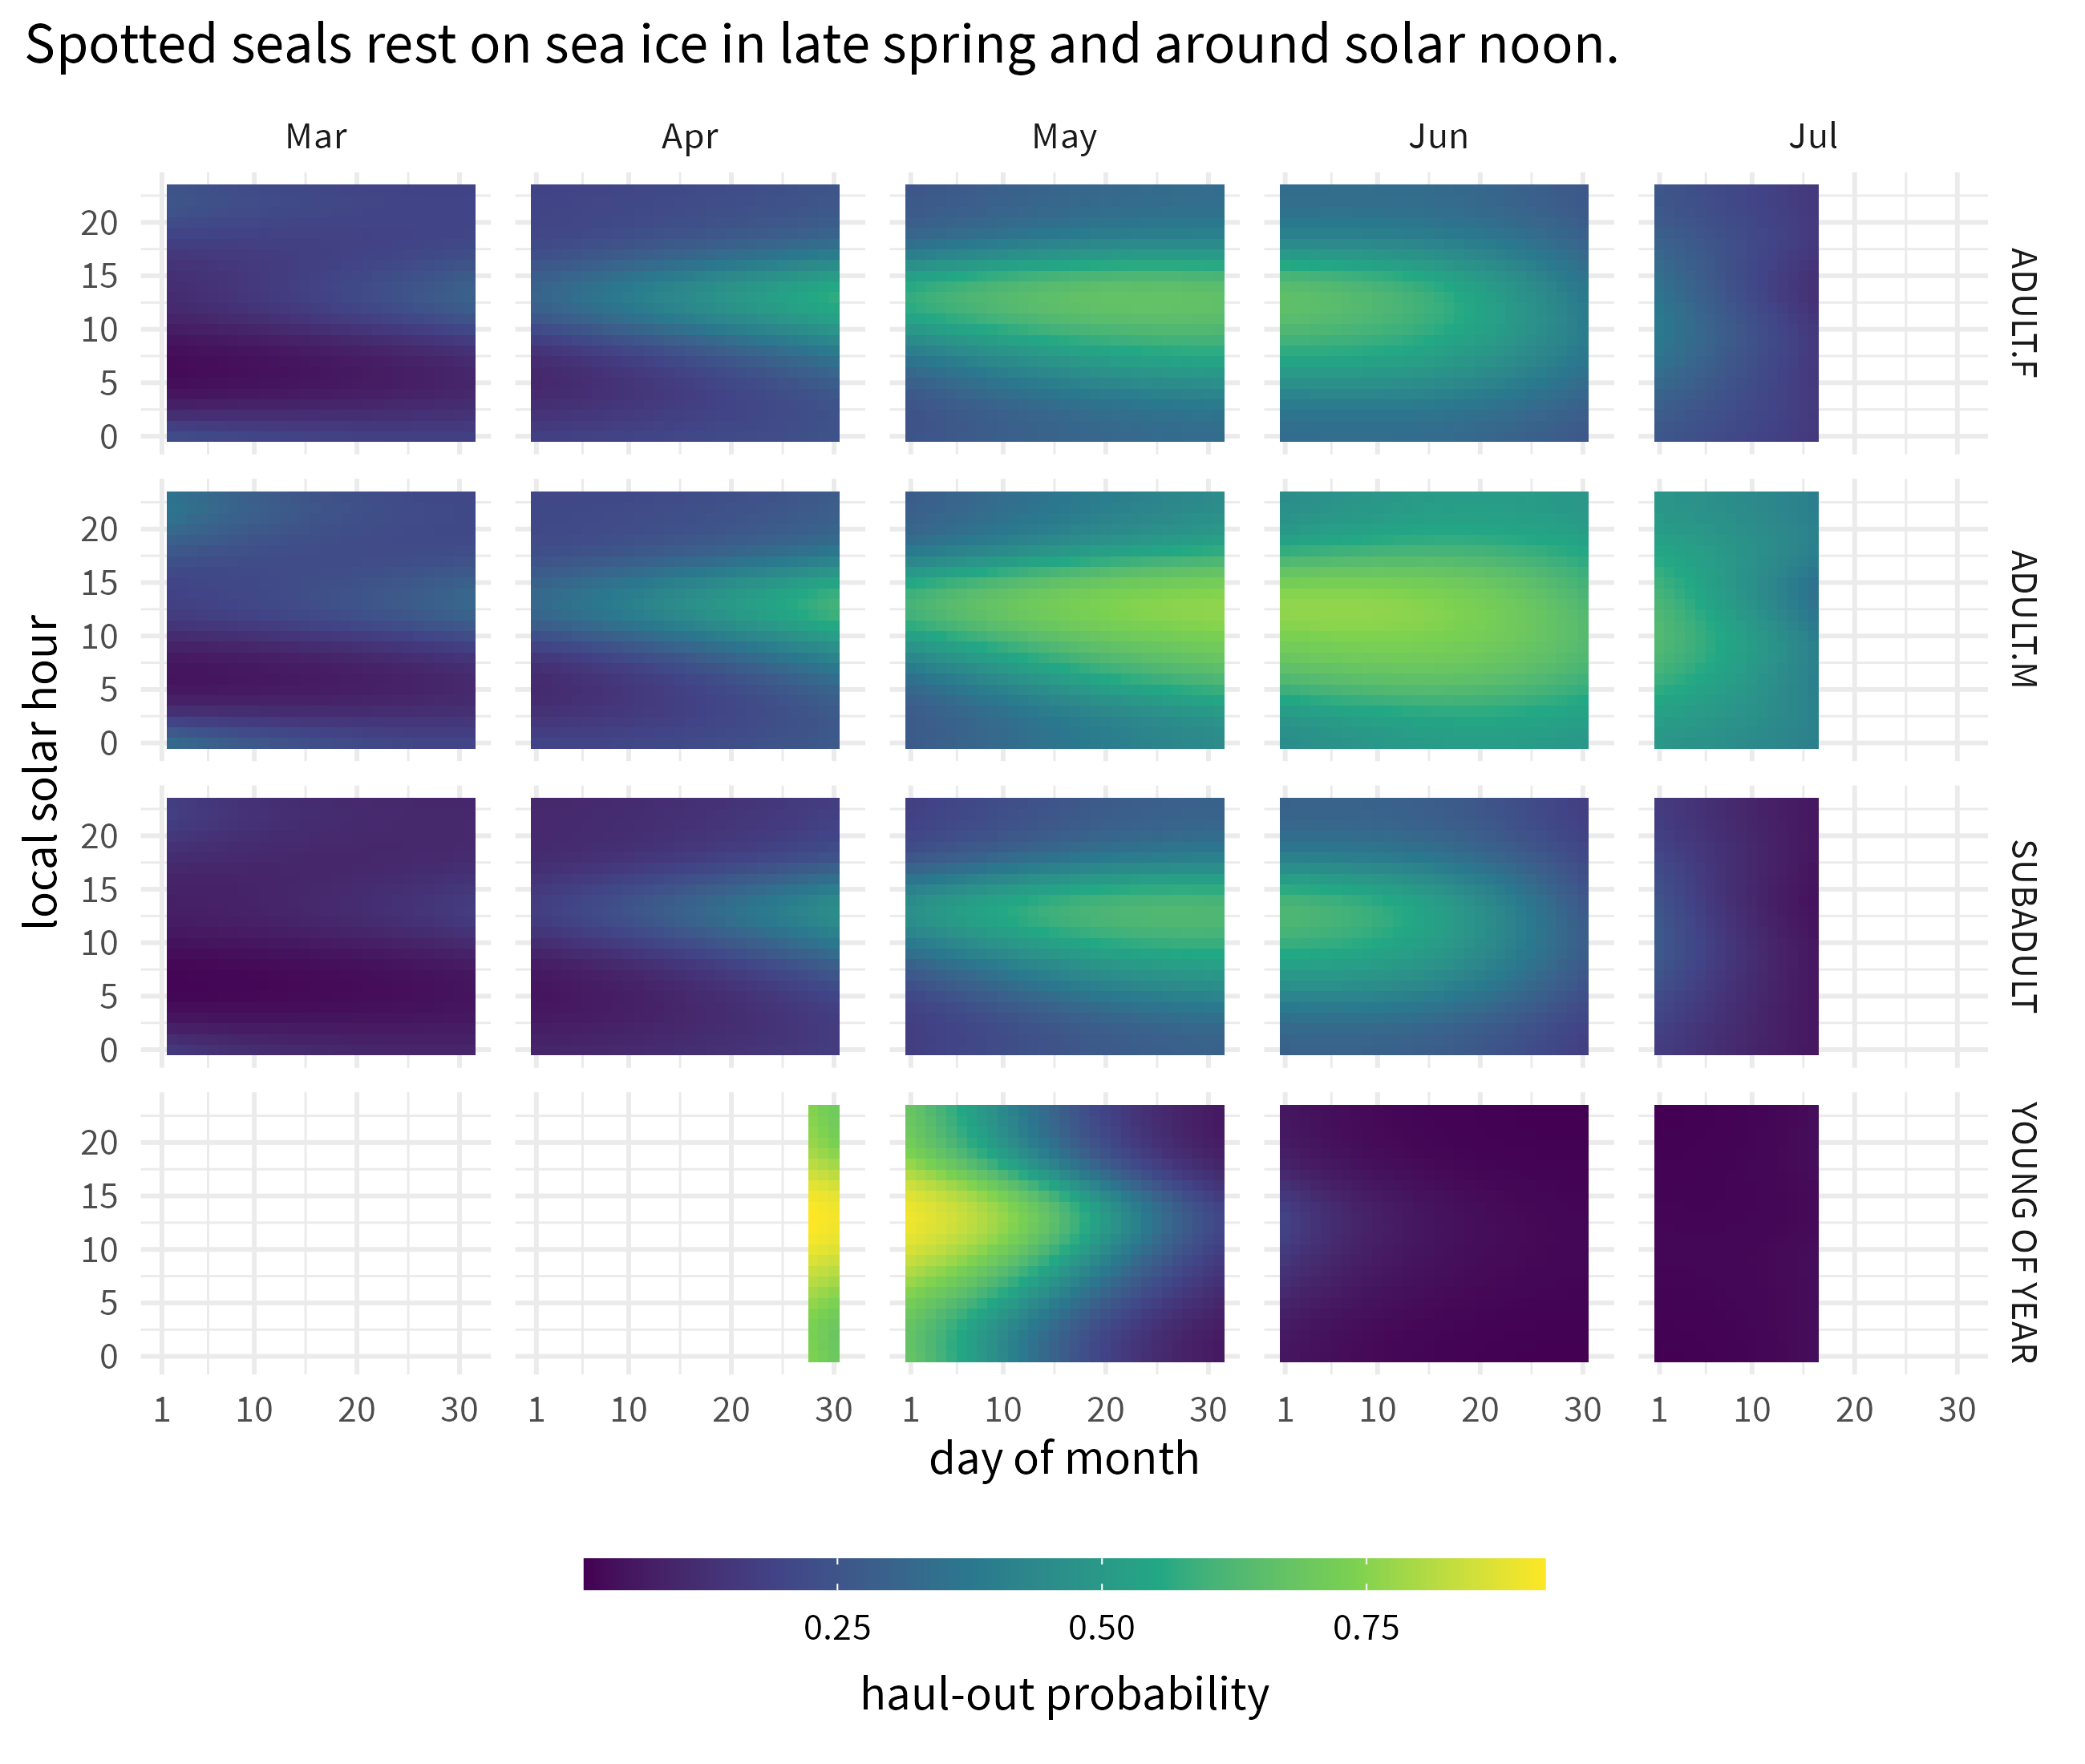 Spotted seals rest on sea ice in late spring and around solar noon.
Mar Apr May Jun Jul
20
15
10
5
0
ADULT.F
20
15
10
5
0
ADULT.M
local solar hour
20
15
10
5
0
SUBADULT
20
15
10
5
0
YOUNG OF YEAR
1 10 20 30 1 10 20 30 1 10 20 30 1 10 20 30 1 10 20 30
day of month
0.25 0.50 0.75
haul-out probability